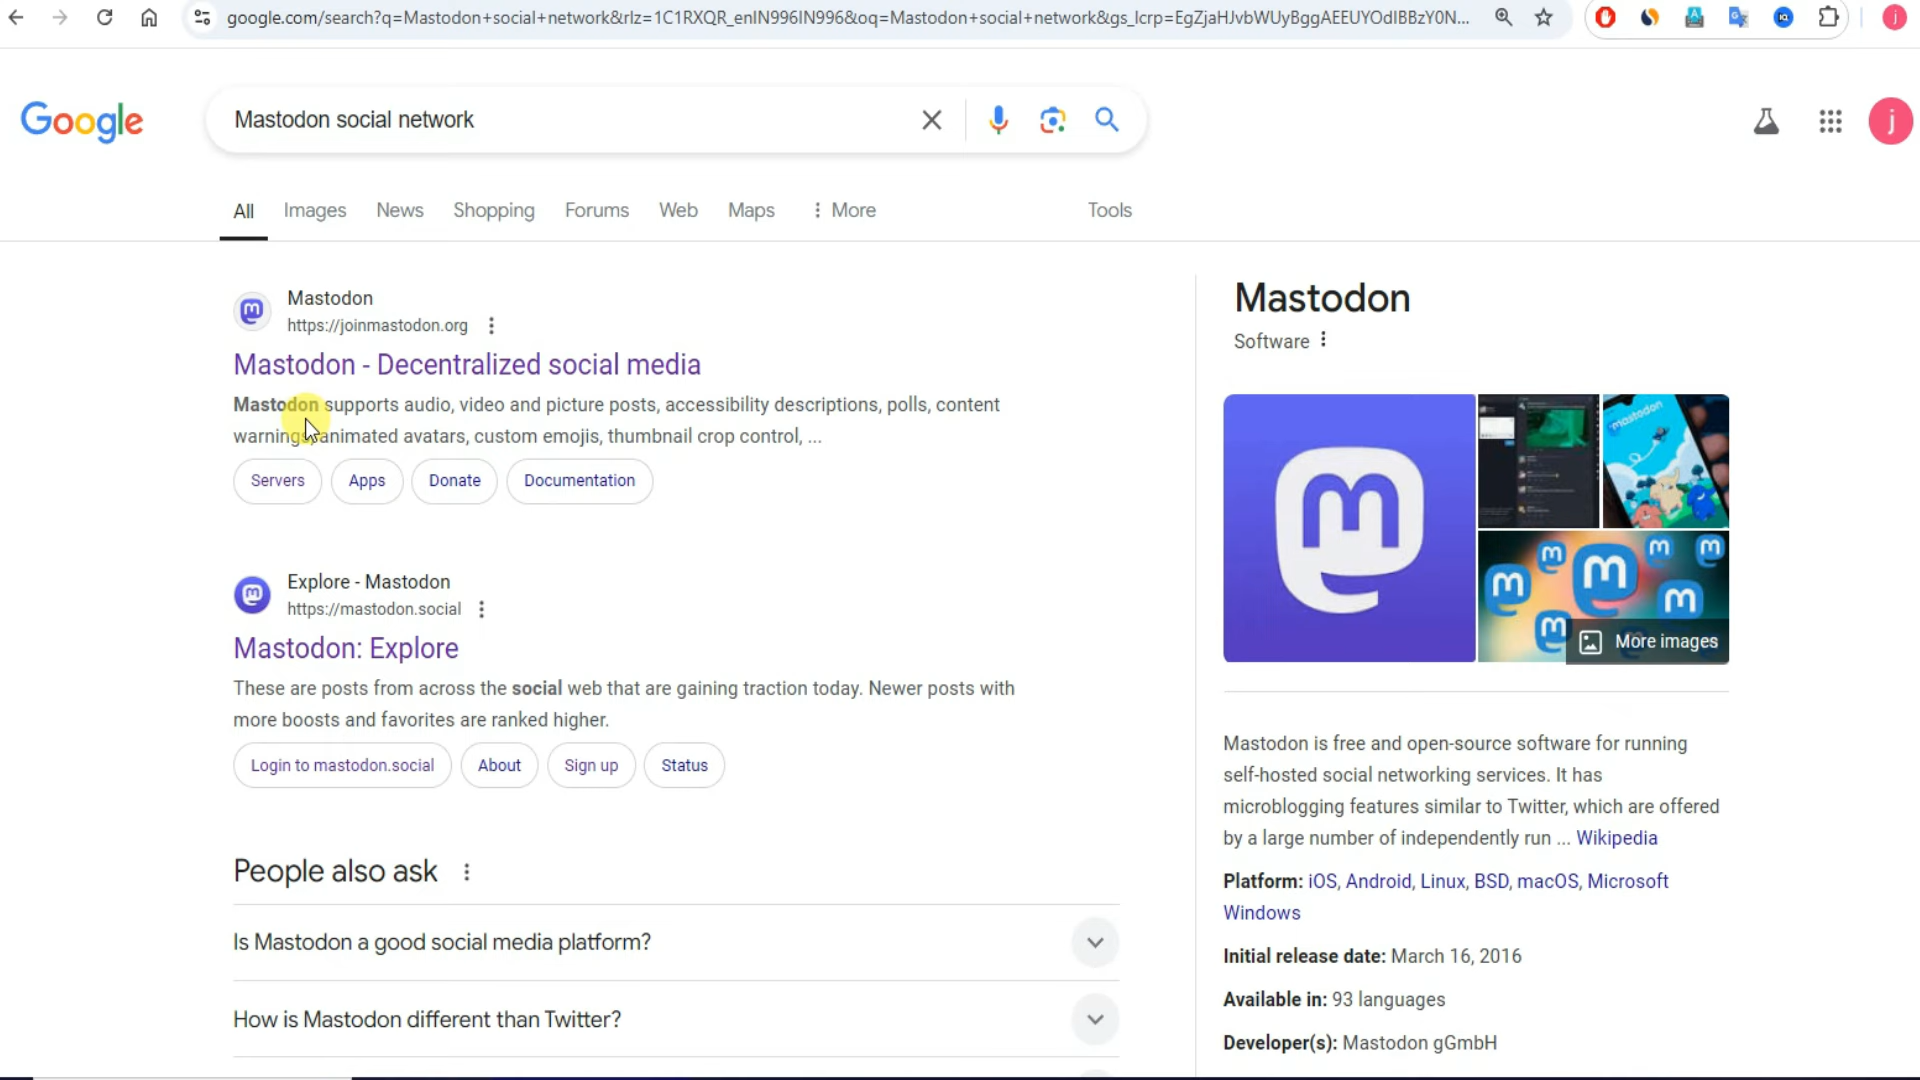 google.com/search?q=Mastodon+social+network&rlz=1C1RXQR_enIN996IN996&oq=Mastodon+social+network&gs_lcrp=EgZjaHJvbWUyBggAEEUYOdIBBzY0N...
j
Google
Mastodon social network
j
All
Images
News
Shopping
Forums
Web
Maps
More
Tools
Mastodon
https://joinmastodon.org
Mastodon - Decentralized social media
Mastodon supports audio, video and picture posts, accessibility descriptions, polls, content
warnings, animated avatars, custom emojis, thumbnail crop control, ...
Servers
Apps
Donate
Documentation
Explore - Mastodon
https://mastodon.social
Mastodon: Explore
These are posts from across the social web that are gaining traction today. Newer posts with
more boosts and favorites are ranked higher.
Login to mastodon.social
About
Sign up
Status
People also ask
Is Mastodon a good social media platform?
How is Mastodon different than Twitter?
Mastodon
Software
mastodon
More images
Mastodon is free and open-source software for running
self-hosted social networking services. It has
microblogging features similar to Twitter, which are offered
by a large number of independently run ... Wikipedia
Platform: iOS, Android, Linux, BSD, macOS, Microsoft
Windows
Initial release date: March 16, 2016
Available in: 93 languages
Developer(s): Mastodon gGmbH